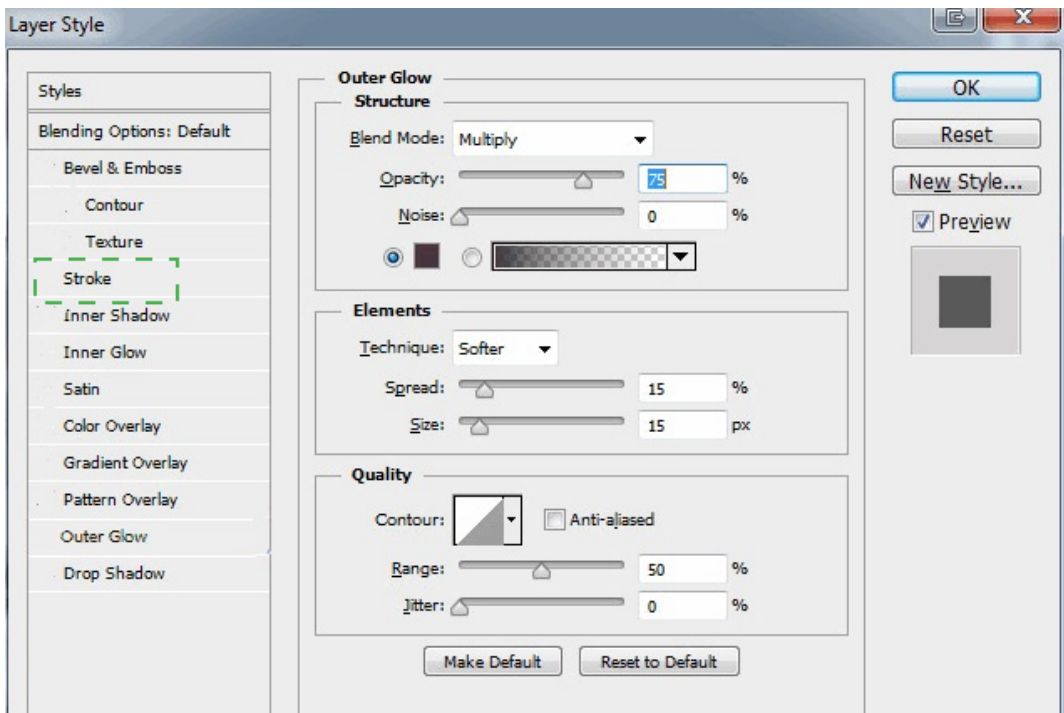 Layer Style
Styles
Blending Options: Default
Bevel & Emboss
Contour
Texture
Stroke
Inner Shadow
Inner Glow
Satin
Color Overlay
Gradient Overlay
Pattern Overlay
Outer Glow
Drop Shadow
Outer Glow
Structure
Blend Mode: Multiply
Opacity: 75 %
Noise: 0 %
Elements
Technique: Softer
Spread: 15 %
Size: 15 px
Quality
Contour: Anti-aliased
Range: 50 %
Jitter: 0 %
Make Default Reset to Default
OK
Reset
New Style...
Preview